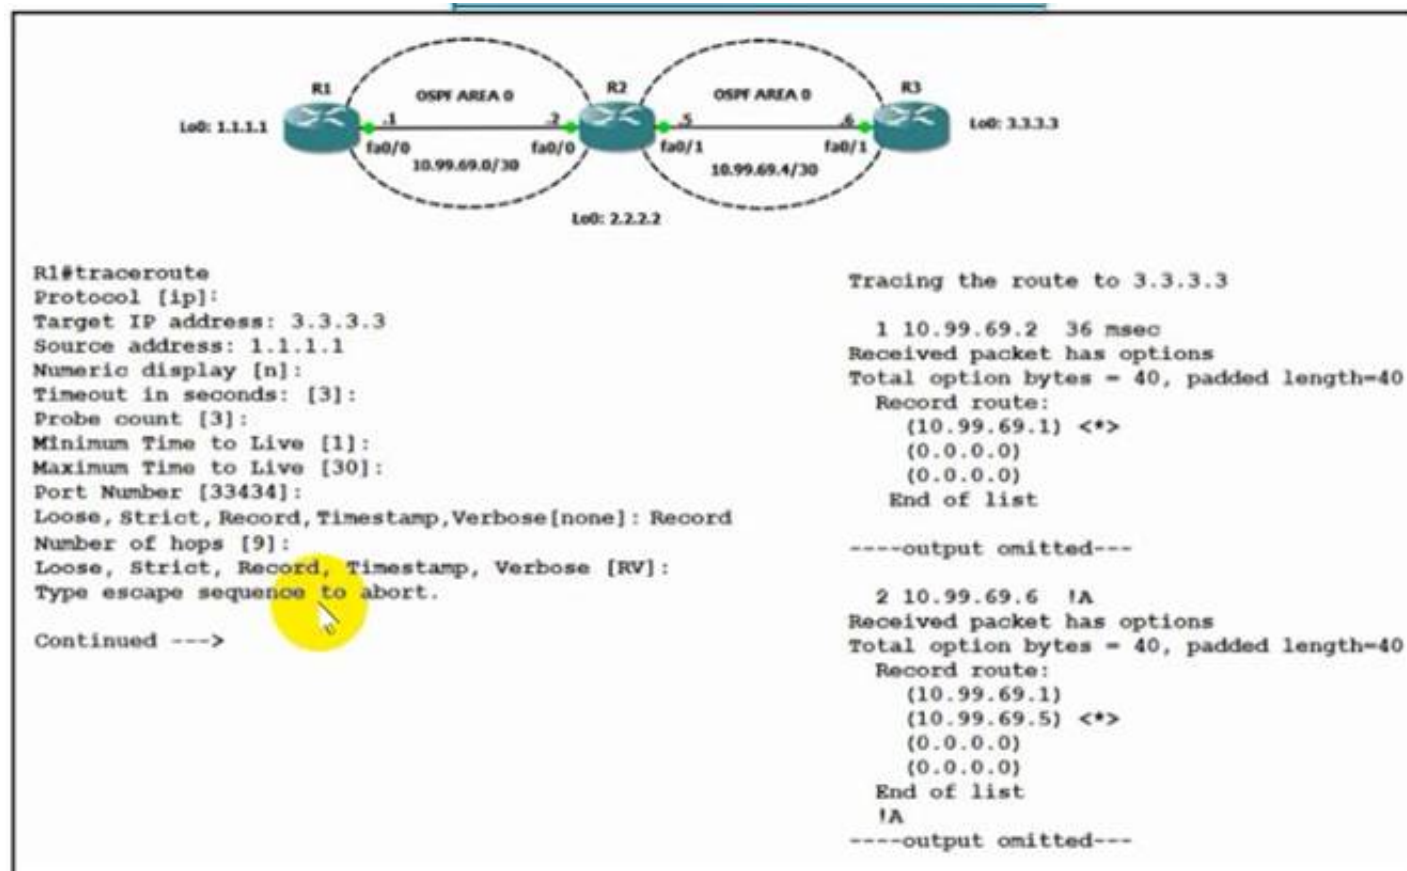 R1
OSPF AREA 0
R2
OSPF AREA 0
R3
Lo0: 1.1.1.1
.1
.2
.5
.6
Lo0: 3.3.3.3
fa0/0
fa0/0
fa0/1
fa0/1
10.99.69.0/30
10.99.69.4/30
Lo0: 2.2.2.2
R1#traceroute
Protocol [ip]:
Target IP address: 3.3.3.3
Source address: 1.1.1.1
Numeric display [n]:
Timeout in seconds: [3]:
Probe count [3]:
MInimum Time to Live [1]:
Maximum Time to Live [30]:
Port Number [33434]:
Loose, Strict, Record, Timestamp, Verbose[none]: Record
Number of hops [9]:
Loose, Strict, Record, Timestamp, Verbose [RV]:
Type escape sequence to abort.
Continued --->
Tracing the route to 3.3.3.3
1 10.99.69.2 36 msec
Received packet has options
Total option bytes = 40, padded length=40
Record route:
(10.99.69.1) <*>
(0.0.0.0)
(0.0.0.0)
End of list
----output omitted---
2 10.99.69.6 !A
Received packet has options
Total option bytes = 40, padded length=40
Record route:
(10.99.69.1)
(10.99.69.5) <*>
(0.0.0.0)
(0.0.0.0)
End of list
!A
----output omitted---